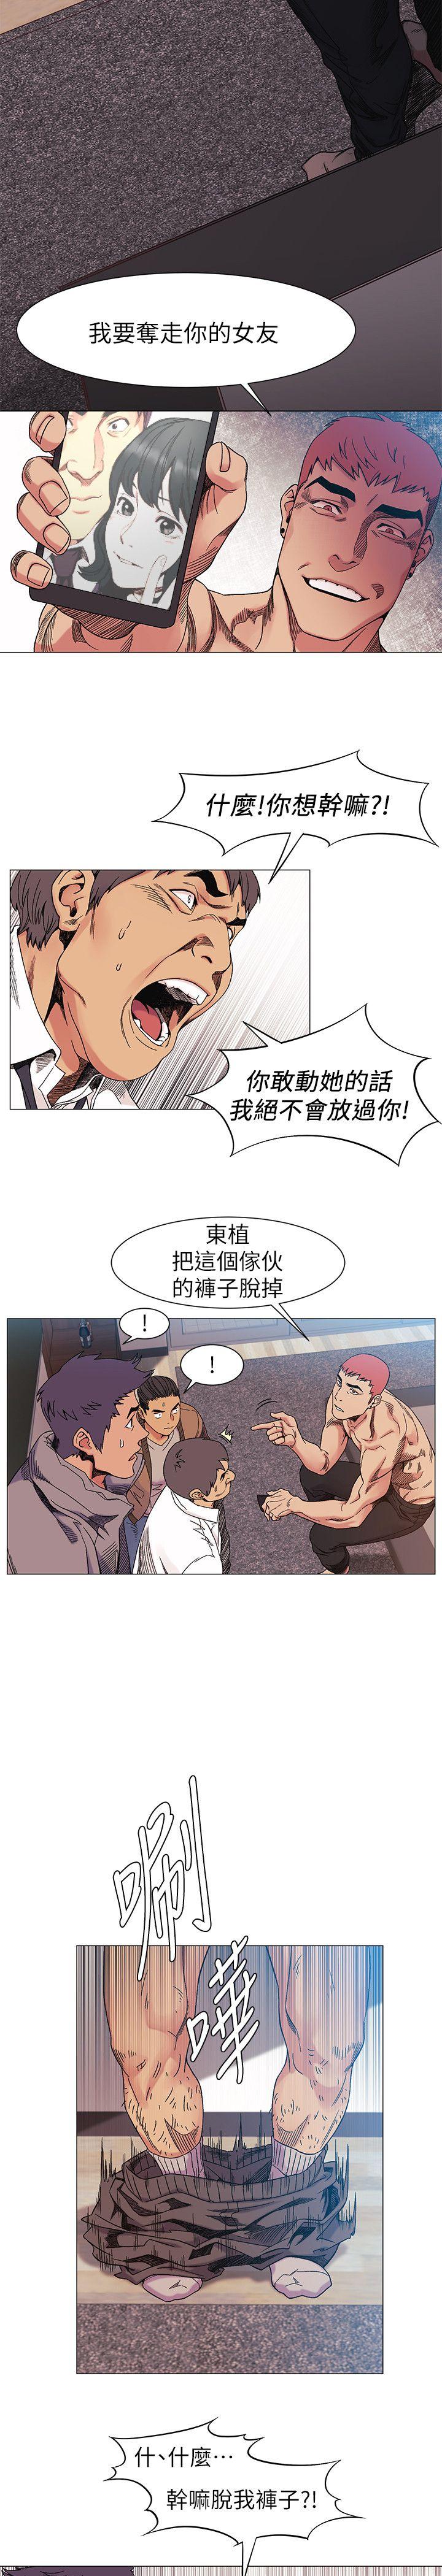 我要奪走你的女友
什麼!你想幹嘛?!
你敢動她的話
我絕不會放過你!
東植
把這個傢伙
的褲子脫掉
!
!
唰
嘩
什、什麼…
幹嘛脫我褲子?!